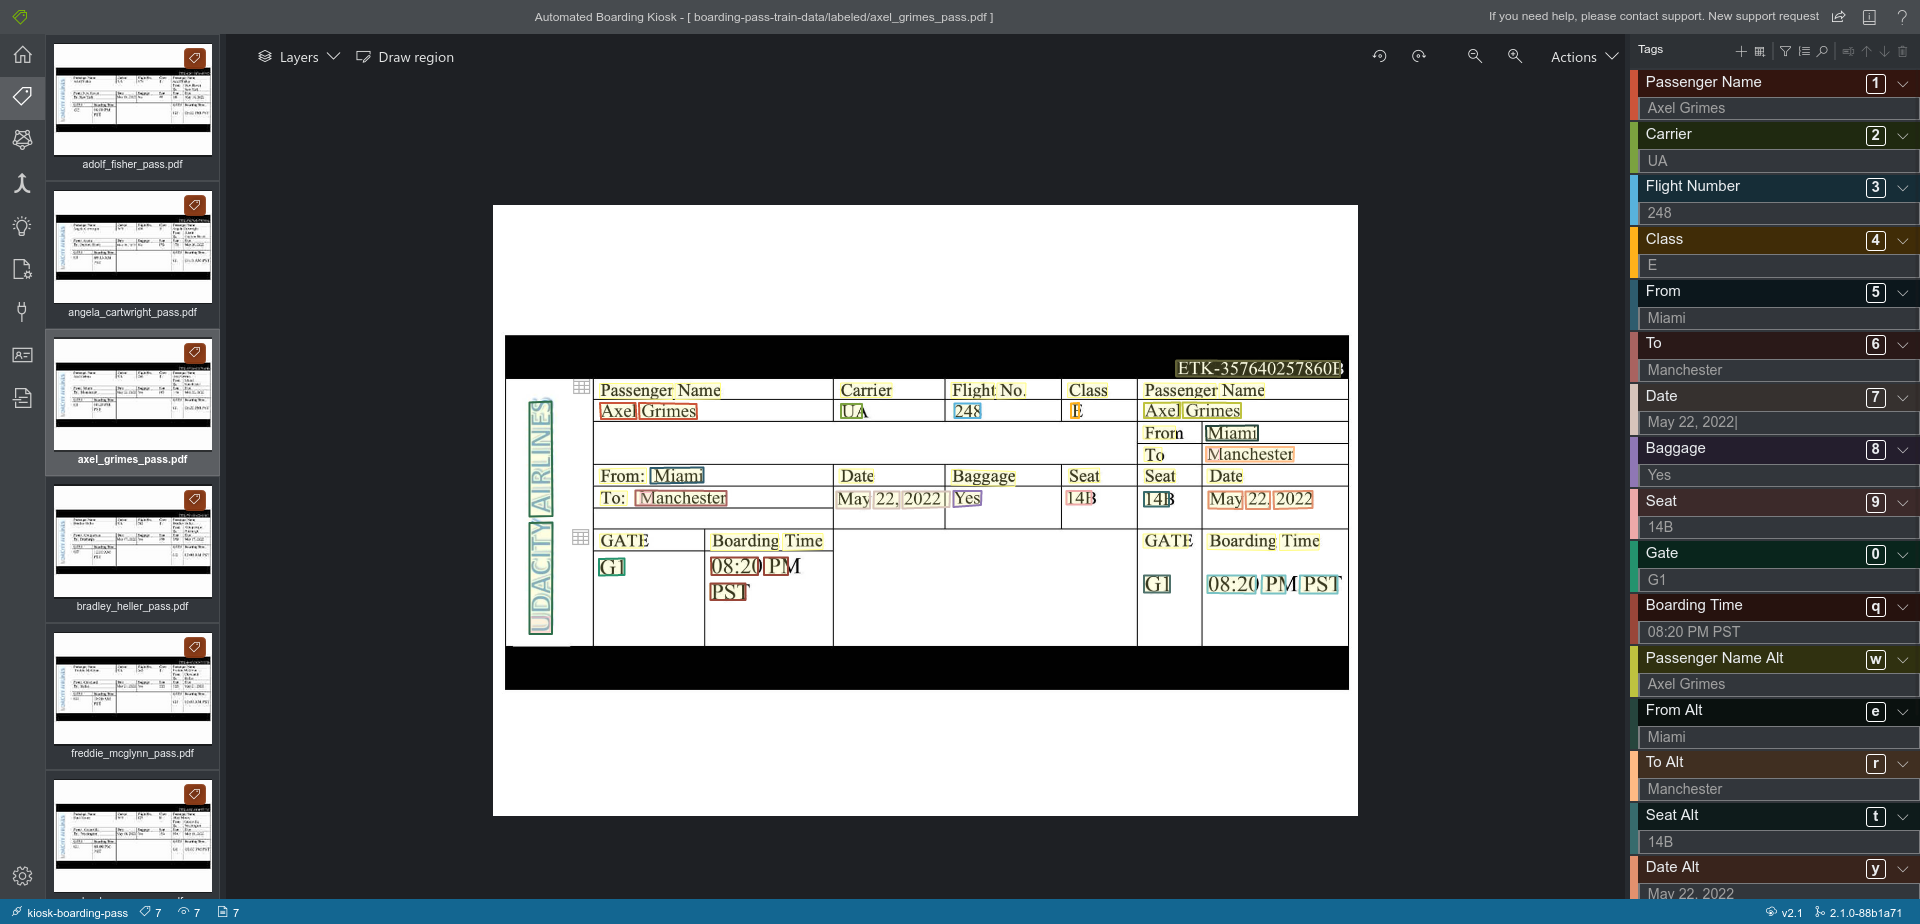 Automated Boarding Kiosk - [ boarding-pass-train-data/labeled/axel_grimes_pass.pdf ]
If you need help, please contact support. New support request
adolf_fisher_pass.pdf
angela_cartwright_pass.pdf
axel_grimes_pass.pdf
bradley_heller_pass.pdf
freddie_mcglynn_pass.pdf
Layers
Draw region
Actions
ETK-357640257860B
UDACITY AIRLINES
Passenger Name Carrier Flight No. Class Passenger Name
Axel Grimes UA 248 E Axel Grimes
From Miami
To Manchester
From: Miami Date Baggage Seat Seat Date
To: Manchester May 22, 2022 Yes 14B 14B May 22, 2022
GATE Boarding Time GATE Boarding Time
G1 08:20 PM PST G1 08:20 PM PST
Tags
Passenger Name 1
Axel Grimes
Carrier 2
UA
Flight Number 3
248
Class 4
E
From 5
Miami
To 6
Manchester
Date 7
May 22, 2022|
Baggage 8
Yes
Seat 9
14B
Gate 0
G1
Boarding Time q
08:20 PM PST
Passenger Name Alt w
Axel Grimes
From Alt e
Miami
To Alt r
Manchester
Seat Alt t
14B
Date Alt y
May 22, 2022
kiosk-boarding-pass 7 7 7
v2.1 2.1.0-88b1a71